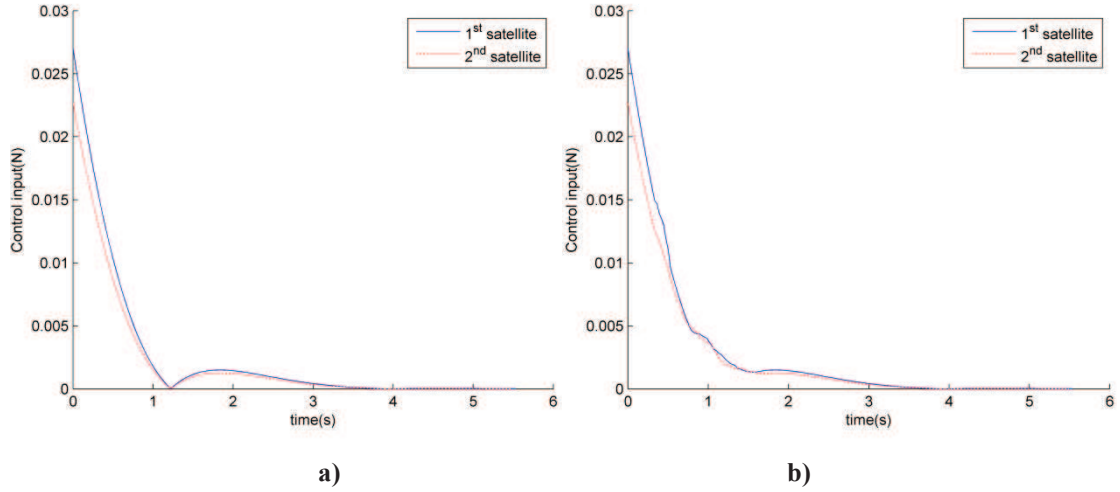 0.03
0.025
0.02
0.015
0.01
0.005
0
Control input(N)
0 1 2 3 4 5 6
time(s)
1st satellite
2nd satellite
a)
0.03
0.025
0.02
0.015
0.01
0.005
0
Control input(N)
0 1 2 3 4 5 6
time(s)
1st satellite
2nd satellite
b)